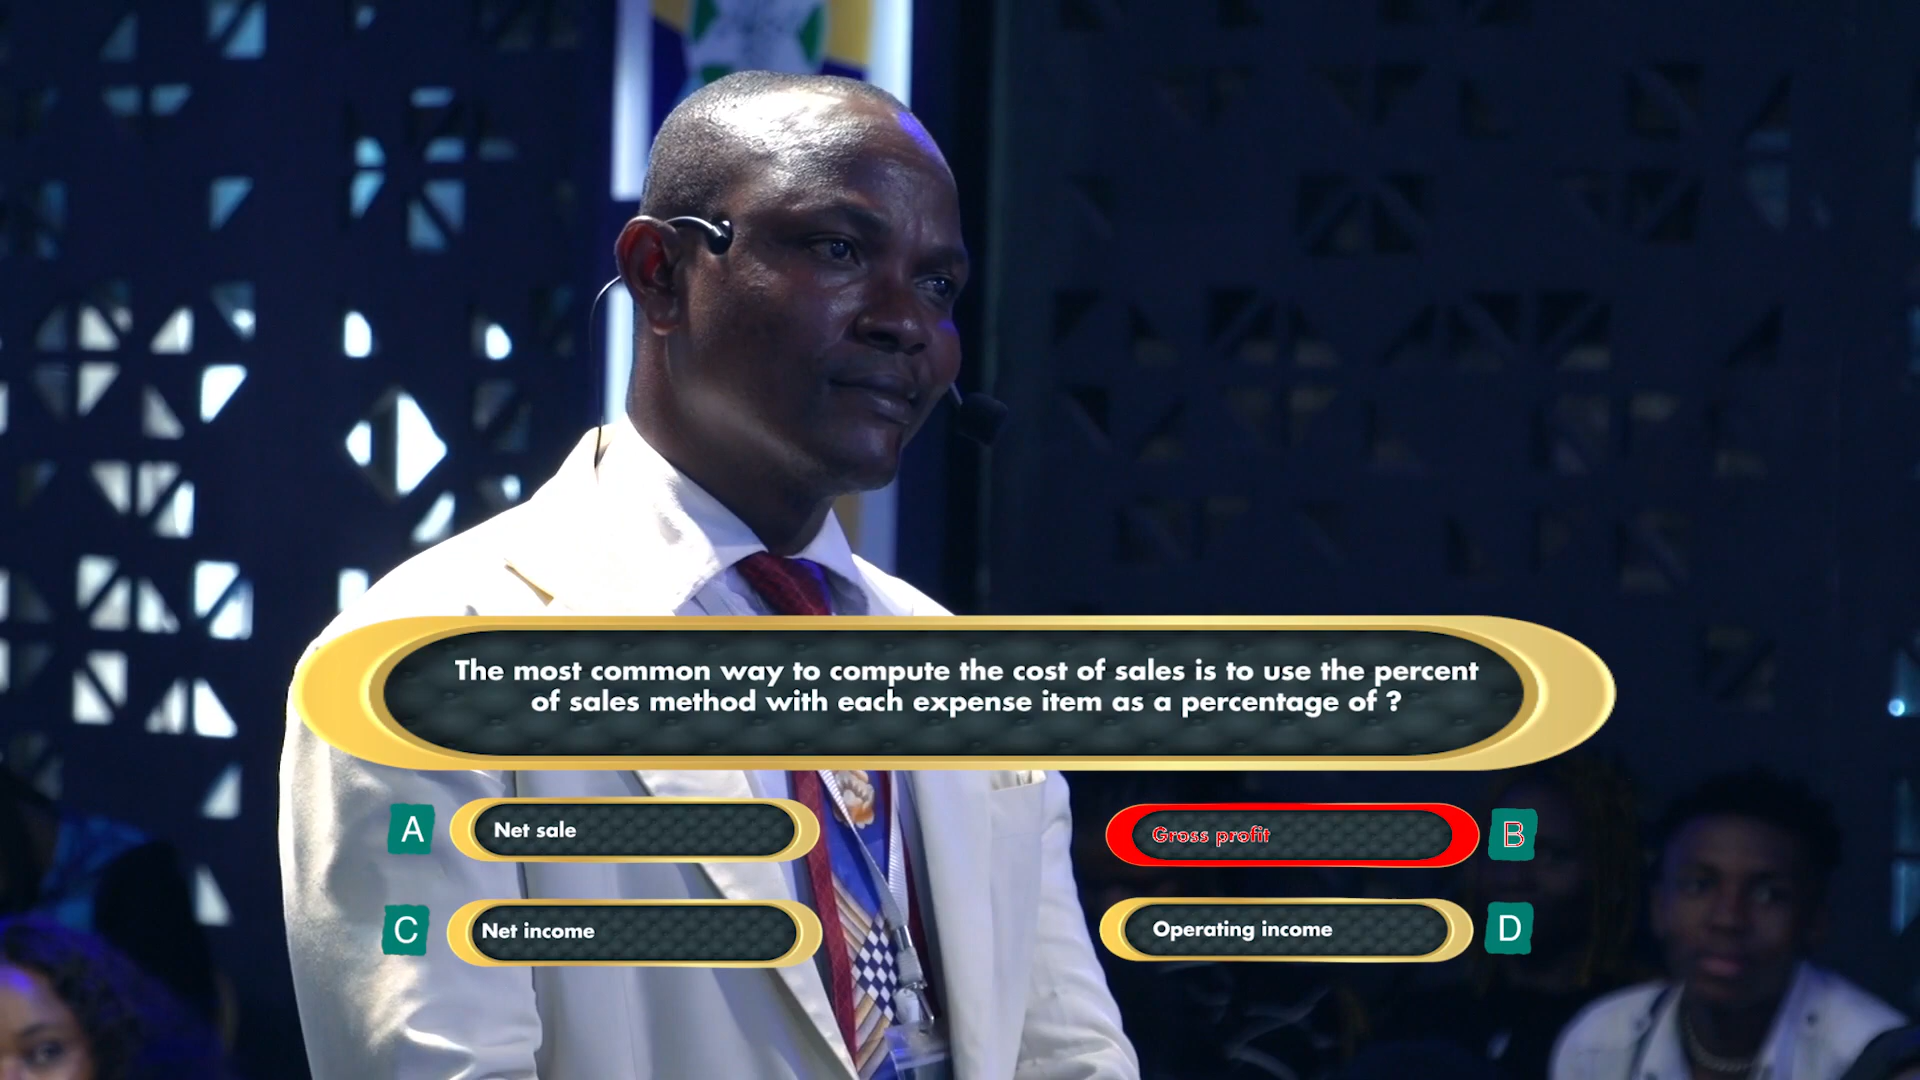 The most common way to compute the cost of sales is to use the percent
of sales method with each expense item as a percentage of ?
A Net sale
Gross profit B
C Net income
Operating income D